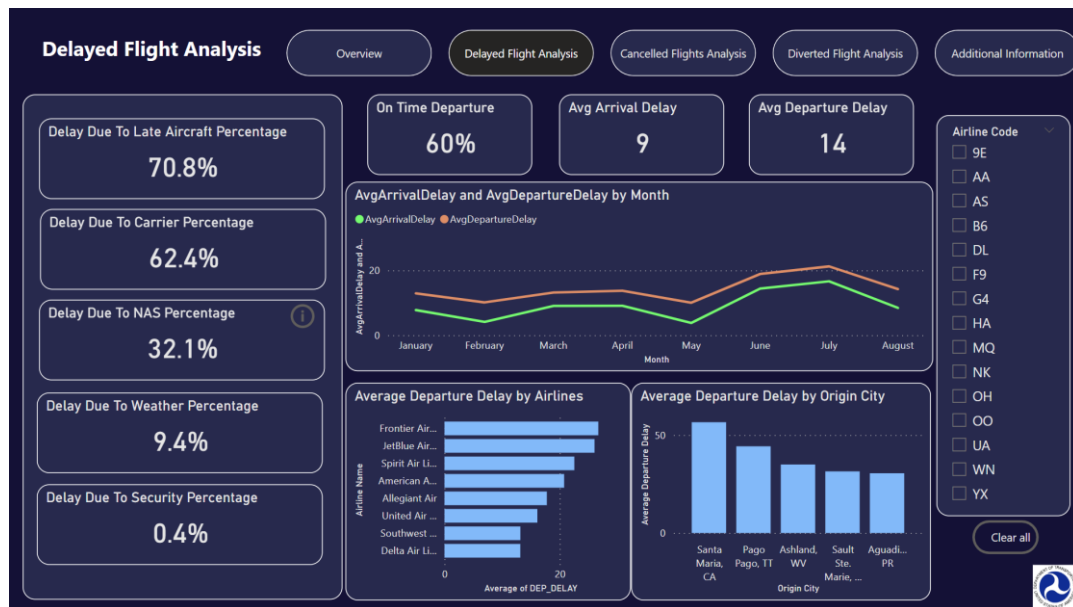 Delayed Flight Analysis
Overview
Delayed Flight Analysis
Cancelled Flights Analysis
Diverted Flight Analysis
Additional Information
Delay Due To Late Aircraft Percentage
70.8%
Delay Due To Carrier Percentage
62.4%
Delay Due To NAS Percentage
32.1%
Delay Due To Weather Percentage
9.4%
Delay Due To Security Percentage
0.4%
On Time Departure
60%
Avg Arrival Delay
9
Avg Departure Delay
14
AvgArrivalDelay and AvgDepartureDelay by Month
AvgArrivalDelay AvgDepartureDelay
AvgArrivalDelay and A...
20
0
January February March April May June July August
Month
Average Departure Delay by Airlines
Airline Name
Frontier Air...
JetBlue Air...
Spirit Air Li...
American A...
Allegiant Air
United Air ...
Southwest ...
Delta Air Li...
0 20
Average of DEP_DELAY
Average Departure Delay by Origin City
Average Departure Delay
50
0
Santa Maria, CA
Pago Pago, TT
Ashland, WV
Sault Ste. Marie, ...
Aguadi... PR
Origin City
Airline Code
9E
AA
AS
B6
DL
F9
G4
HA
MQ
NK
OH
OO
UA
WN
YX
Clear all